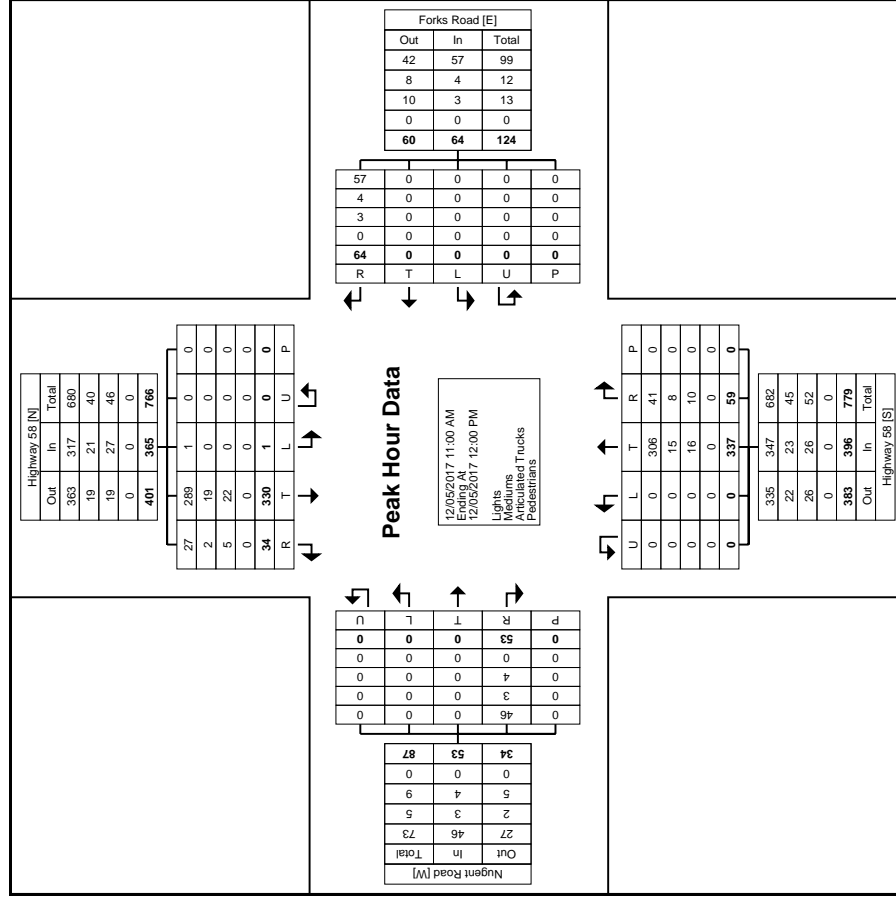 Forks Road [E]
Out In Total
42 57 99
8 4 12
10 3 13
0 0 0
60 64 124
57 0 0 0 0
4 0 0 0 0
3 0 0 0 0
0 0 0 0 0
64 0 0 0 0
R T L U P
Highway 58 [N]
Out In Total
363 317 680
19 21 40
19 27 46
0 0 0
401 365 766
27 289 1 0 0
2 19 0 0 0
5 22 0 0 0
0 0 0 0 0
34 330 1 0 0
R T L U P
Peak Hour Data
12/05/2017 11:00 AM
Ending At
12/05/2017 12:00 PM
Lights
Mediums
Articulated Trucks
Pedestrians
U L T R P
0 0 306 41 0
0 0 15 8 0
0 0 16 10 0
0 0 0 0 0
0 0 337 59 0
335 347 682
22 23 45
26 26 52
0 0 0
383 396 779
Out In Total
Highway 58 [S]
U L T R P
0 0 0 53 0
0 0 0 0 0
0 0 0 4 0
0 0 0 3 0
0 0 0 46 0
87 53 34
0 0 0
9 4 5
5 3 2
73 46 27
Total In Out
Nugent Road [W]